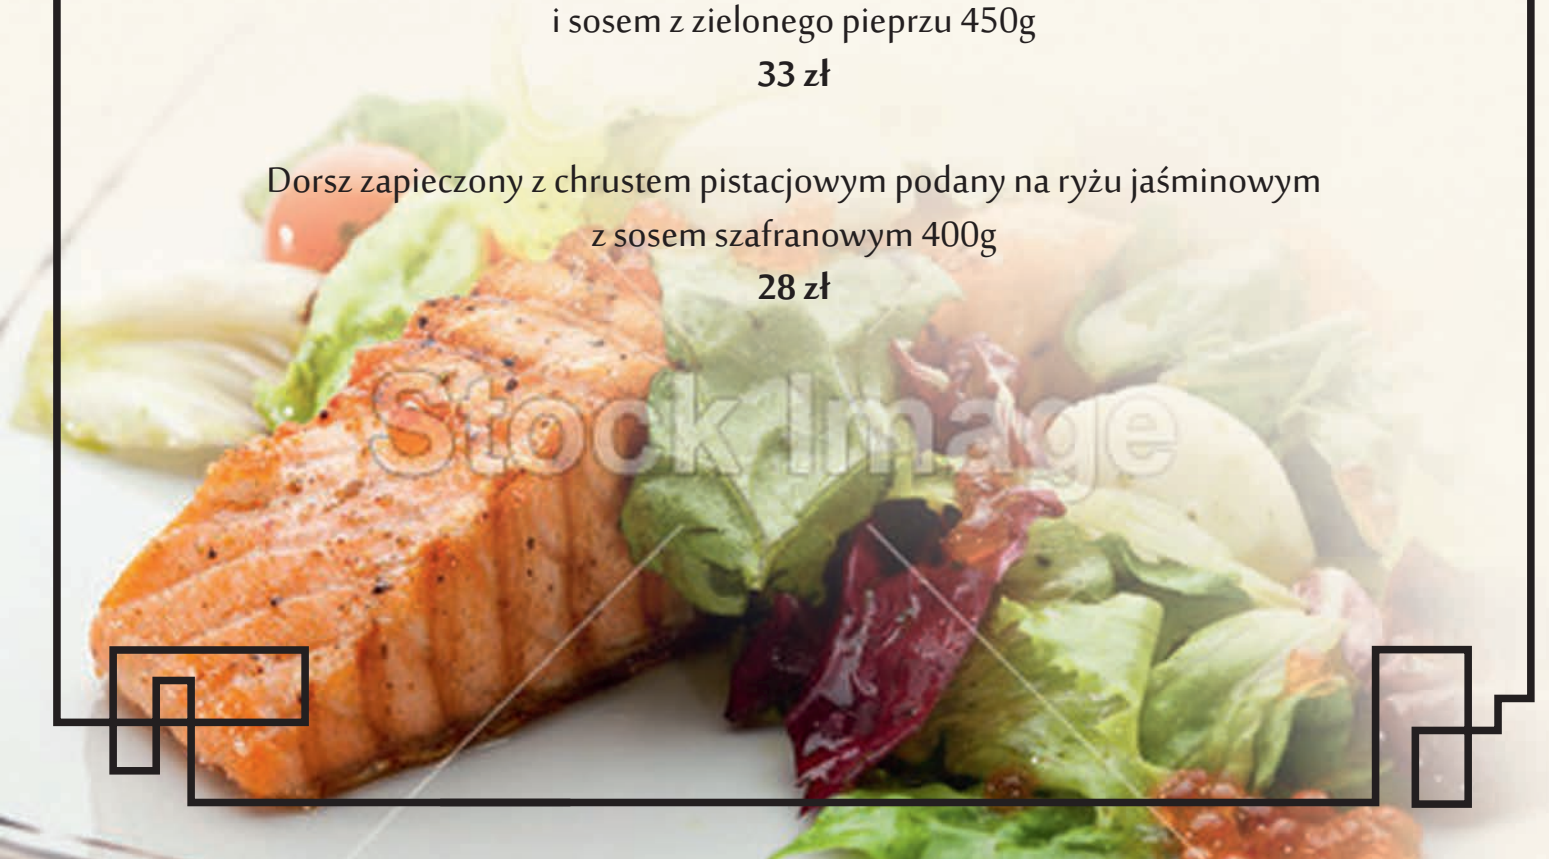 i sosem z zielonego pieprzu 450g
33 zł
Dorsz zapieczony z chrustem pistacjowym podany na ryżu jaśminowym
z sosem szafranowym 400g
28 zł
Stock Image